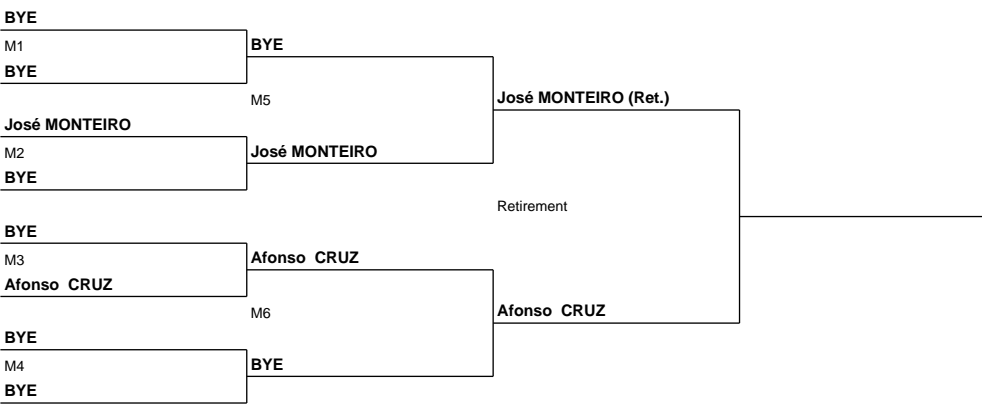 BYE
M1
BYE
BYE
M5
José MONTEIRO (Ret.)
José MONTEIRO
M2
José MONTEIRO
BYE
Retirement
BYE
M3
Afonso CRUZ
Afonso CRUZ
M6
Afonso CRUZ
BYE
M4
BYE
BYE